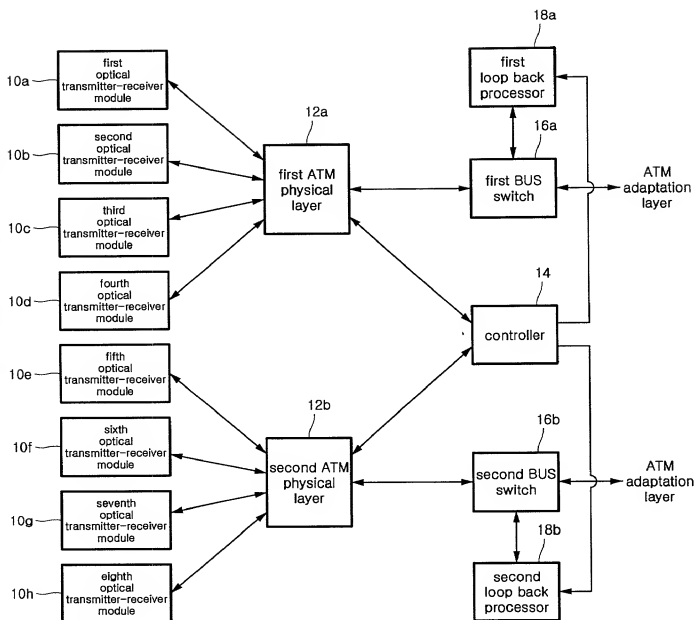 18a
first
loop back
processor
first
optical
transmitter-receiver
module
10a
12a
16a
second
optical
transmitter-receiver
module
10b
first ATM
physical
layer
first BUS
switch
ATM
adaptation
layer
third
optical
transmitter-receiver
module
10c
fourth
optical
transmitter-receiver
module
10d
14
controller
fifth
optical
transmitter-receiver
module
10e
12b
16b
sixth
optical
transmitter-receiver
module
10f
second ATM
physical
layer
second BUS
switch
ATM
adaptation
layer
seventh
optical
transmitter-receiver
module
10g
18b
eighth
optical
transmitter-receiver
module
10h
second
loop back
processor